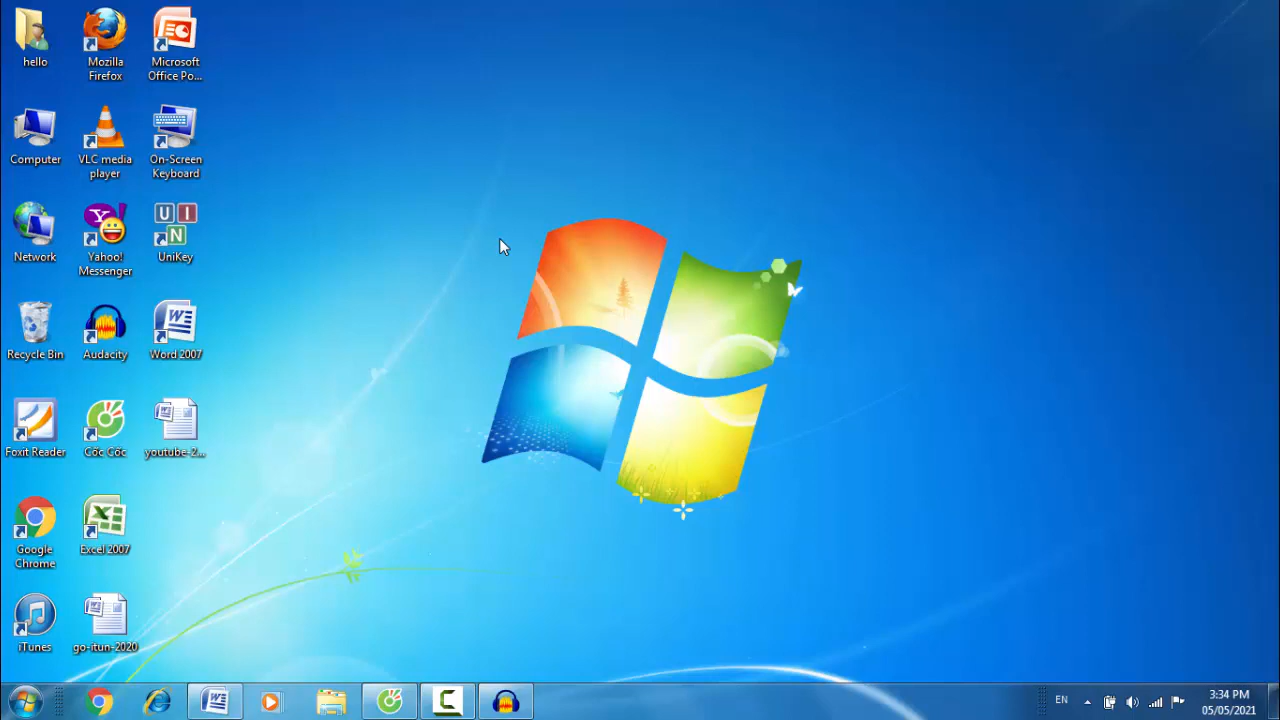 hello
Mozilla
Firefox
Microsoft
Office Po...
Computer
VLC media
player
On-Screen
Keyboard
Network
Yahoo!
Messenger
U I
N
UniKey
Recycle Bin
Audacity
Word 2007
Foxit Reader
Cốc Cốc
youtube-2...
Google
Chrome
Excel 2007
iTunes
go-itun-2020
EN
3:34 PM
05/05/2021